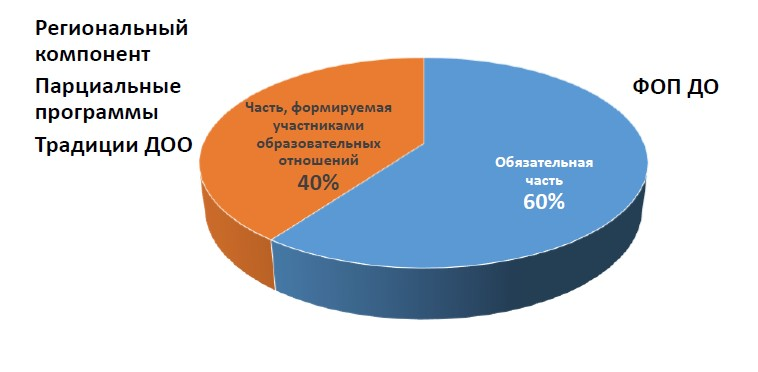 Региональный
компонент
Парциальные
программы
Традиции ДОО
Часть, формируемая
участниками
образовательных
отношений
40%
Обязательная
часть
60%
ФОП ДО